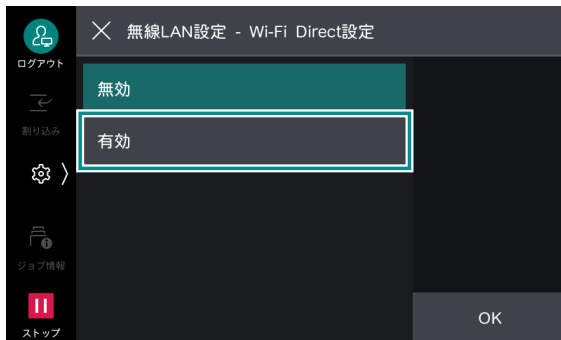 無線LAN設定 - Wi-Fi Direct設定
ログアウト
無効
割り込み
有効
ジョブ情報
OK
ストップ